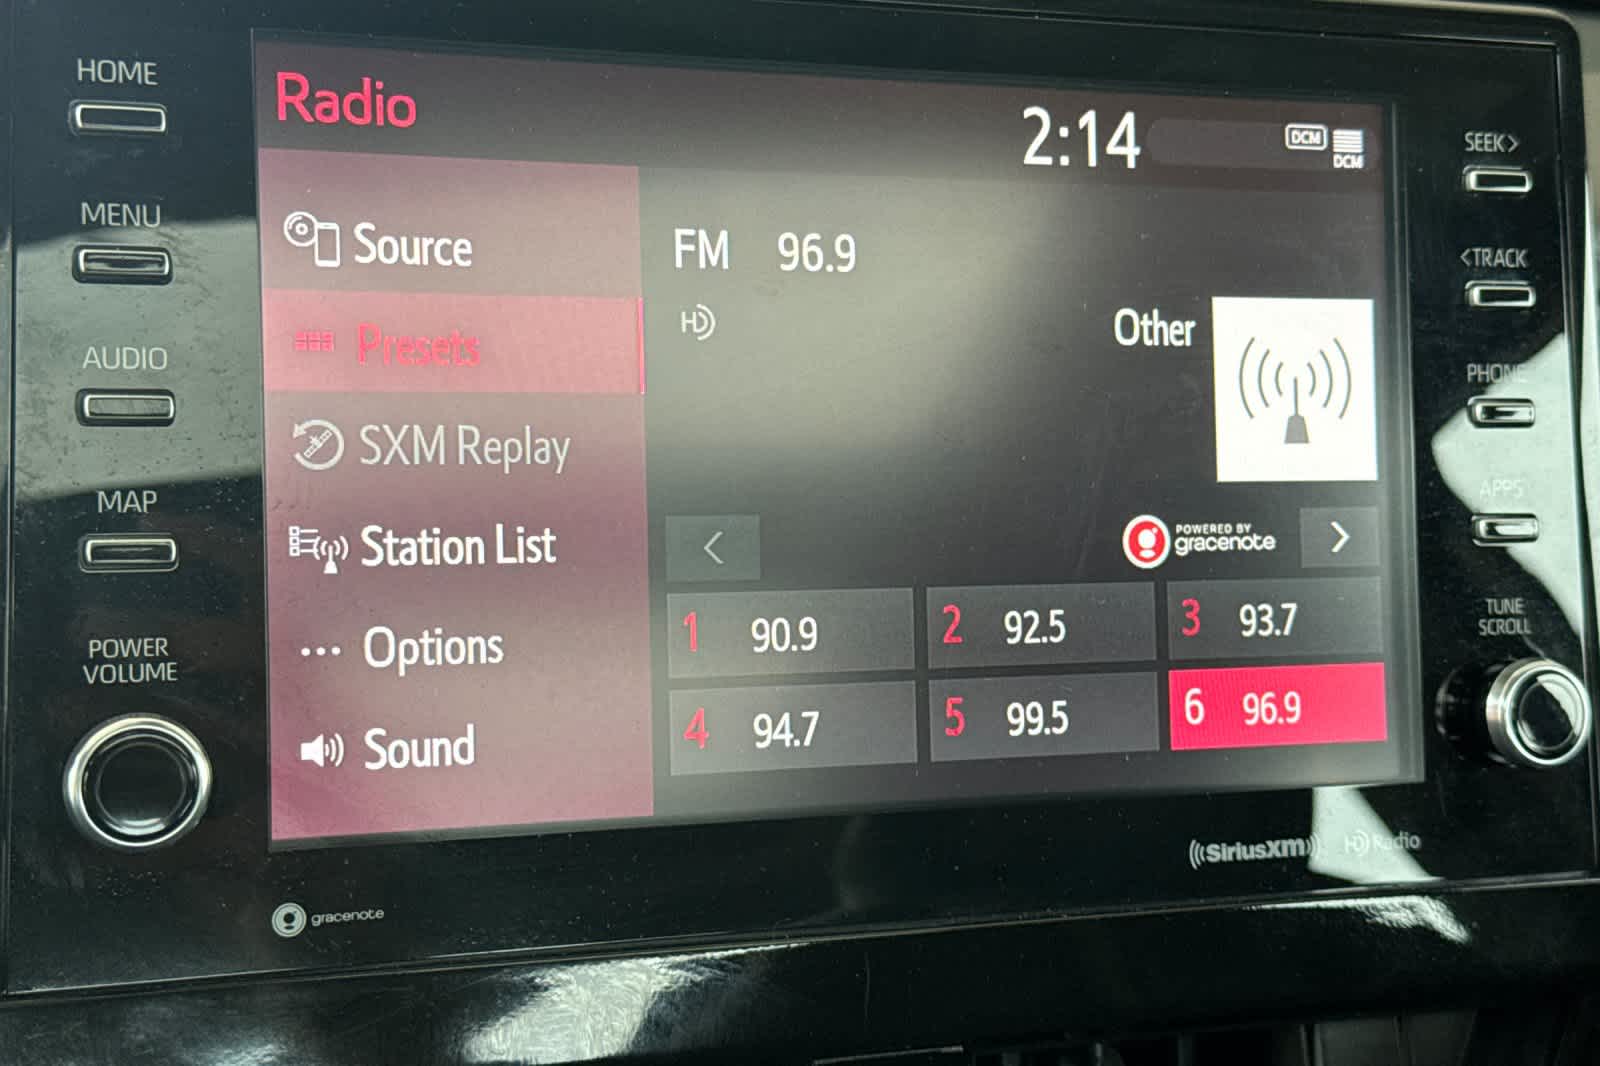 HOME
MENU
AUDIO
MAP
POWER
VOLUME
Radio
2:14
DCM
DCM
Source
Presets
SXM Replay
Station List
Options
Sound
FM 96.9
HD
Other
POWERED BY
gracenote
1 90.9
2 92.5
3 93.7
4 94.7
5 99.5
6 96.9
SEEK>
<TRACK
PHONE
APPS
TUNE
SCROLL
SiriusXM
HD Radio
gracenote